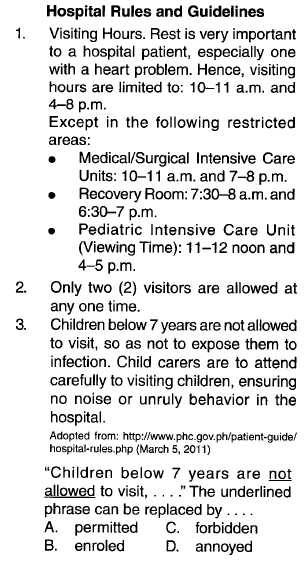 Hospital Rules and Guidelines
1. Visiting Hours. Rest is very important
to a hospital patient, especially one
with a heart problem. Hence, visiting
hours are limited to: 10–11 a.m. and
4–8 p.m.
Except in the following restricted
areas:
● Medical/Surgical Intensive Care
Units: 10–11 a.m. and 7–8 p.m.
● Recovery Room: 7:30–8 a.m. and
6:30–7 p.m.
● Pediatric Intensive Care Unit
(Viewing Time): 11–12 noon and
4–5 p.m.
2. Only two (2) visitors are allowed at
any one time.
3. Children below 7 years are not allowed
to visit, so as not to expose them to
infection. Child carers are to attend
carefully to visiting children, ensuring
no noise or unruly behavior in the
hospital.
Adopted from: http://www.phc.gov.ph/patient-guide/
hospital-rules.php (March 5, 2011)
“Children below 7 years are not
allowed to visit, . . . .” The underlined
phrase can be replaced by . . . .
A. permitted C. forbidden
B. enroled D. annoyed